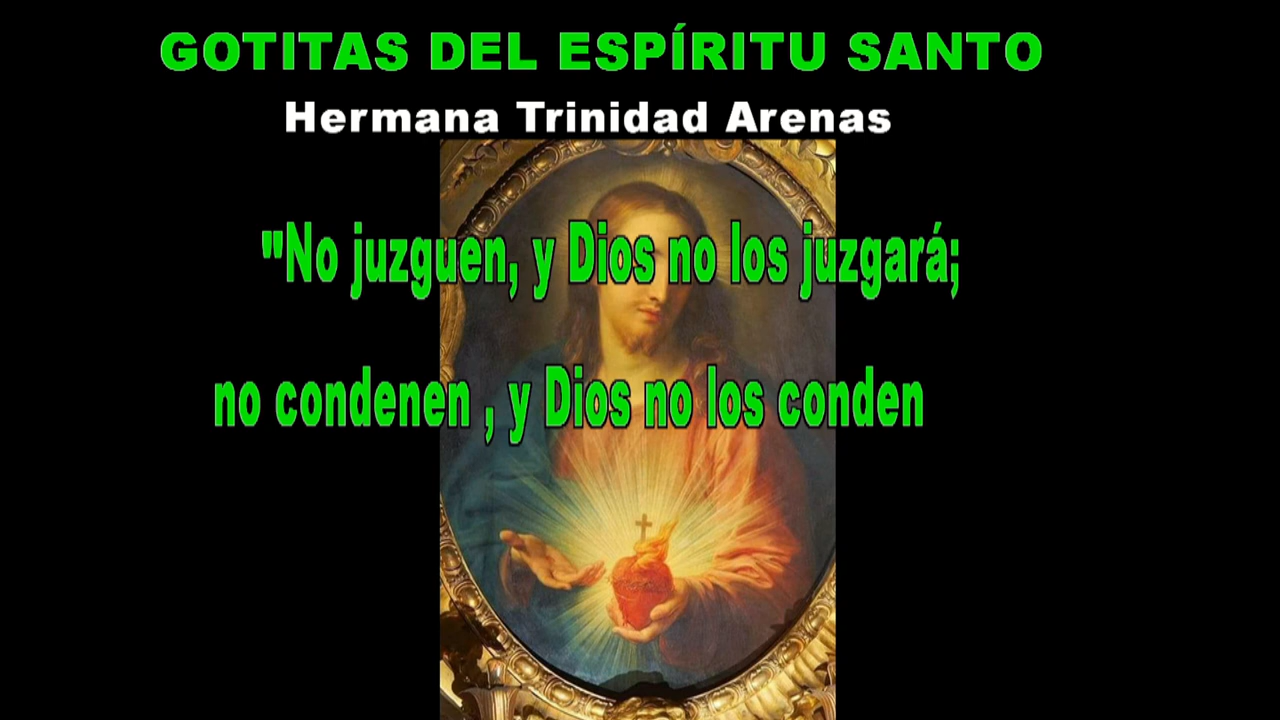 GOTITAS DEL ESPÍRITU SANTO
Hermana Trinidad Arenas
"No juzguen, y Dios no los juzgará;
no condenen , y Dios no los conden